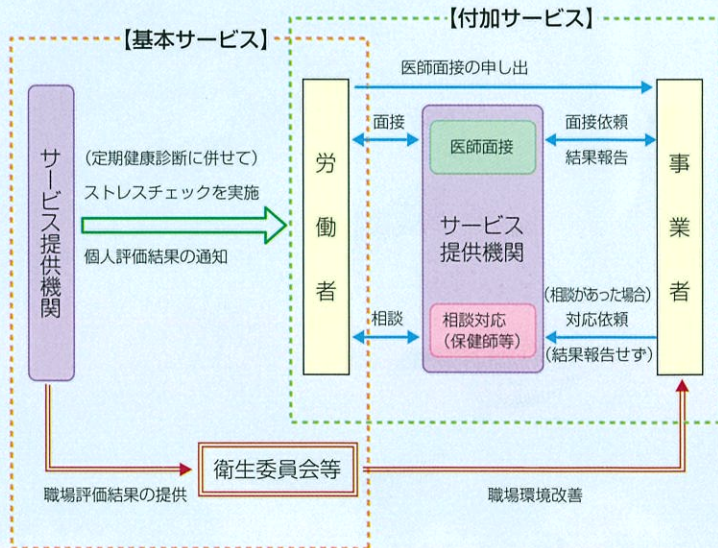 【基本サービス】
【付加サービス】
サービス提供機関
(定期健康診断に併せて)
ストレスチェックを実施
個人評価結果の通知
労働者
医師面接の申し出
面接
医師面接
面接依頼
結果報告
サービス
提供機関
事業者
相談
相談対応
(保健師等)
(相談があった場合)
対応依頼
(結果報告せず)
職場評価結果の提供
衛生委員会等
職場環境改善